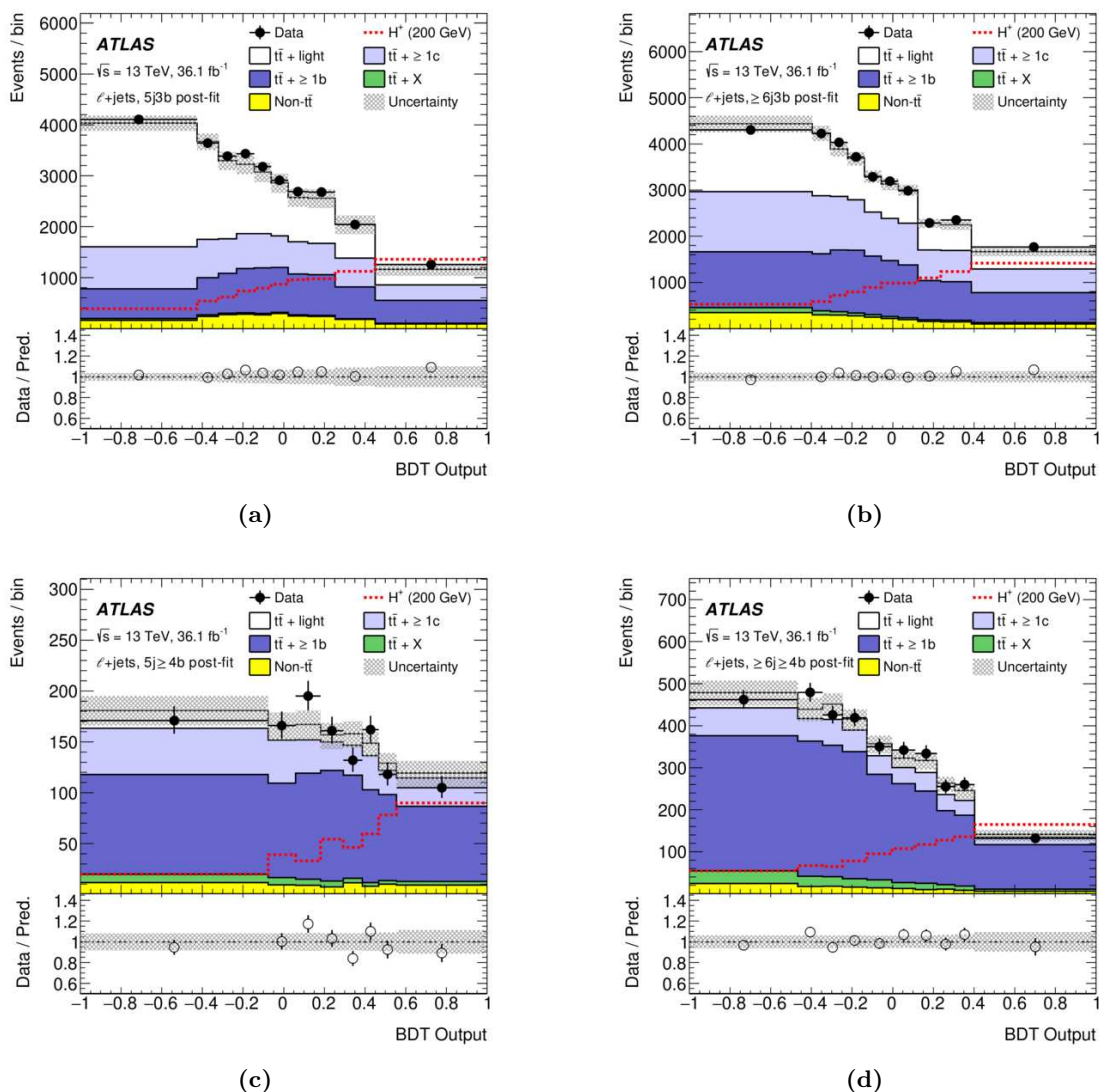 Events / bin
6000
5000
4000
3000
2000
1000
ATLAS
√s = 13 TeV, 36.1 fb⁻¹
ℓ+jets, 5j3b post-fit
Data
H⁺ (200 GeV)
tt̄ + light
tt̄ + ≥ 1c
tt̄ + ≥ 1b
tt̄ + X
Non-tt̄
Uncertainty
Data / Pred.
1.4
1.2
1
0.8
0.6
−1 −0.8 −0.6 −0.4 −0.2 0 0.2 0.4 0.6 0.8 1
BDT Output
(a)
Events / bin
6000
5000
4000
3000
2000
1000
ATLAS
√s = 13 TeV, 36.1 fb⁻¹
ℓ+jets, ≥ 6j3b post-fit
Data
H⁺ (200 GeV)
tt̄ + light
tt̄ + ≥ 1c
tt̄ + ≥ 1b
tt̄ + X
Non-tt̄
Uncertainty
Data / Pred.
1.4
1.2
1
0.8
0.6
−1 −0.8 −0.6 −0.4 −0.2 0 0.2 0.4 0.6 0.8 1
BDT Output
(b)
Events / bin
300
250
200
150
100
50
ATLAS
√s = 13 TeV, 36.1 fb⁻¹
ℓ+jets, 5j≥ 4b post-fit
Data
H⁺ (200 GeV)
tt̄ + light
tt̄ + ≥ 1c
tt̄ + ≥ 1b
tt̄ + X
Non-tt̄
Uncertainty
Data / Pred.
1.4
1.2
1
0.8
0.6
−1 −0.8 −0.6 −0.4 −0.2 0 0.2 0.4 0.6 0.8 1
BDT Output
(c)
Events / bin
700
600
500
400
300
200
100
ATLAS
√s = 13 TeV, 36.1 fb⁻¹
ℓ+jets, ≥ 6j≥ 4b post-fit
Data
H⁺ (200 GeV)
tt̄ + light
tt̄ + ≥ 1c
tt̄ + ≥ 1b
tt̄ + X
Non-tt̄
Uncertainty
Data / Pred.
1.4
1.2
1
0.8
0.6
−1 −0.8 −0.6 −0.4 −0.2 0 0.2 0.4 0.6 0.8 1
BDT Output
(d)